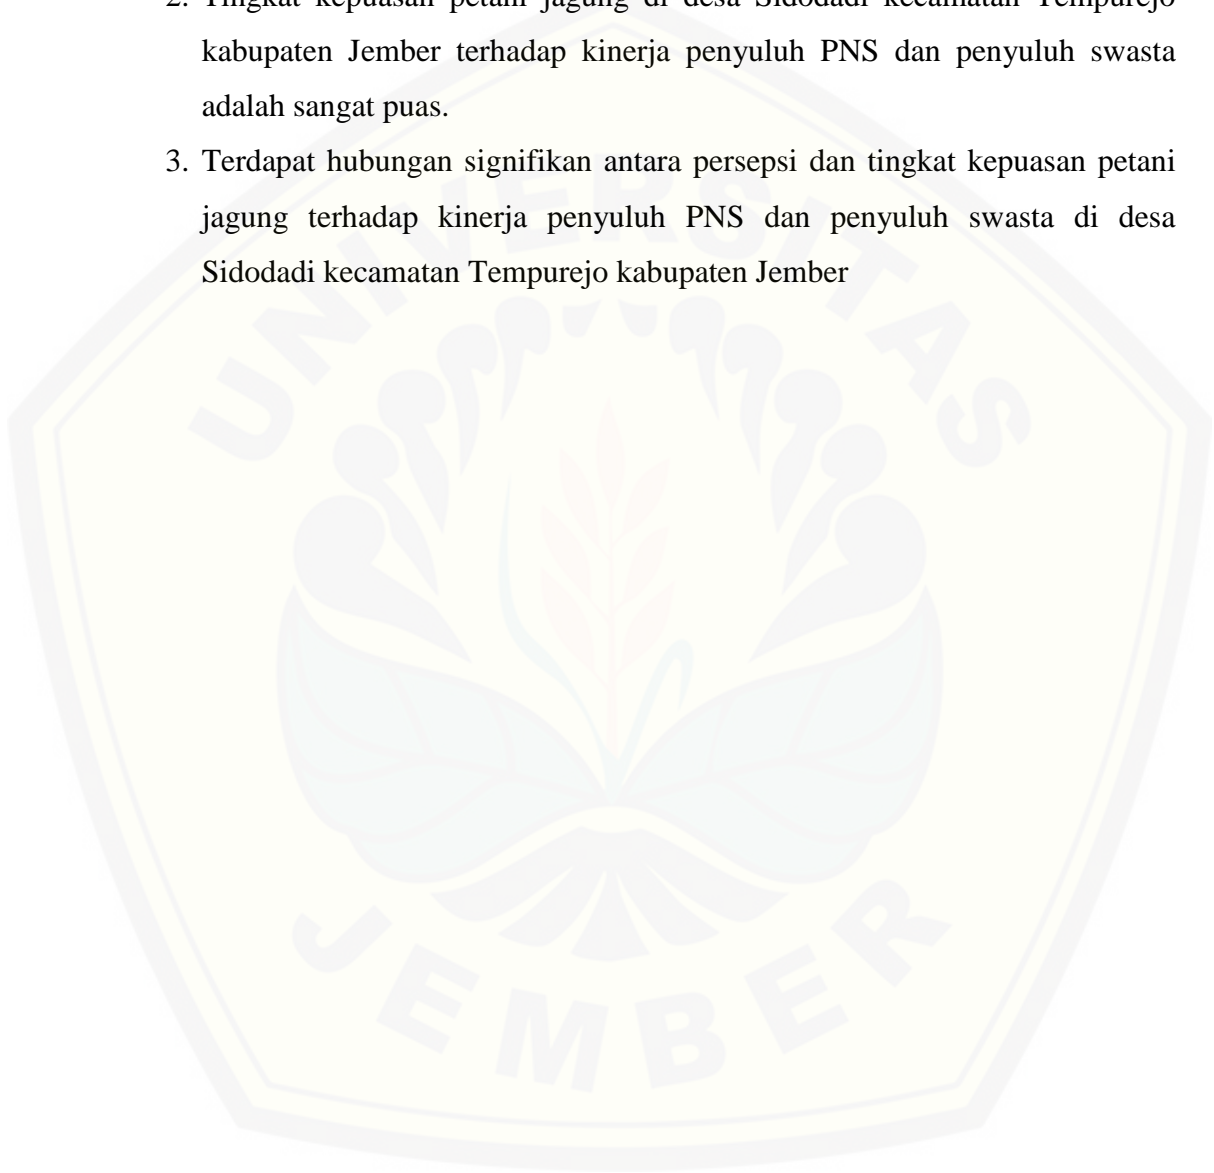 2. Tingkat kepuasan petani jagung di desa Sidodadi kecamatan Tempurejo
kabupaten Jember terhadap kinerja penyuluh PNS dan penyuluh swasta
adalah sangat puas.
3. Terdapat hubungan signifikan antara persepsi dan tingkat kepuasan petani
jagung terhadap kinerja penyuluh PNS dan penyuluh swasta di desa
Sidodadi kecamatan Tempurejo kabupaten Jember
UNIVERSITAS
JEMBER